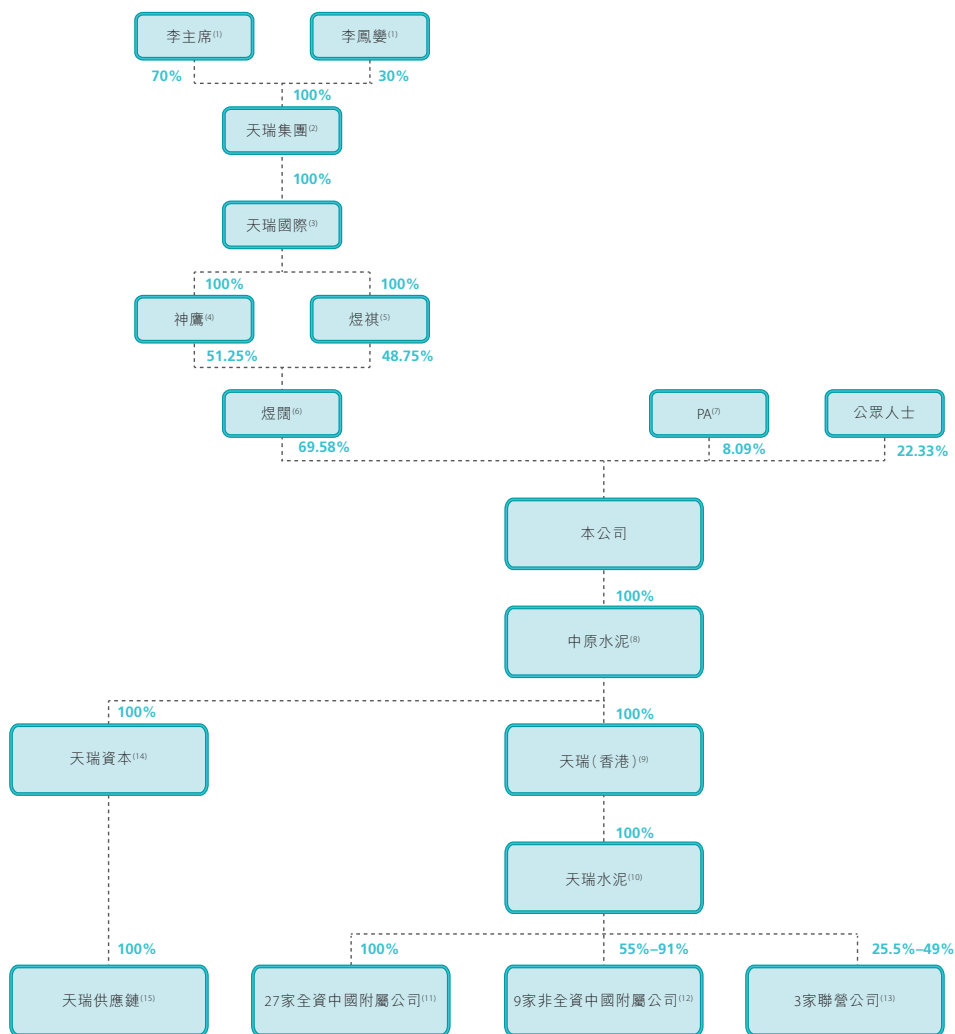 李主席(1)
李鳳孌(1)
70%
30%
100%
天瑞集團(2)
100%
天瑞國際(3)
100%
100%
神鷹(4)
煜祺(5)
51.25%
48.75%
煜闊(6)
PA(7)
公眾人士
69.58%
8.09%
22.33%
本公司
100%
中原水泥(8)
100%
100%
天瑞資本(14)
天瑞(香港)(9)
100%
天瑞水泥(10)
100%
100%
55%–91%
25.5%–49%
天瑞供應鏈(15)
27家全資中國附屬公司(11)
9家非全資中國附屬公司(12)
3家聯營公司(13)